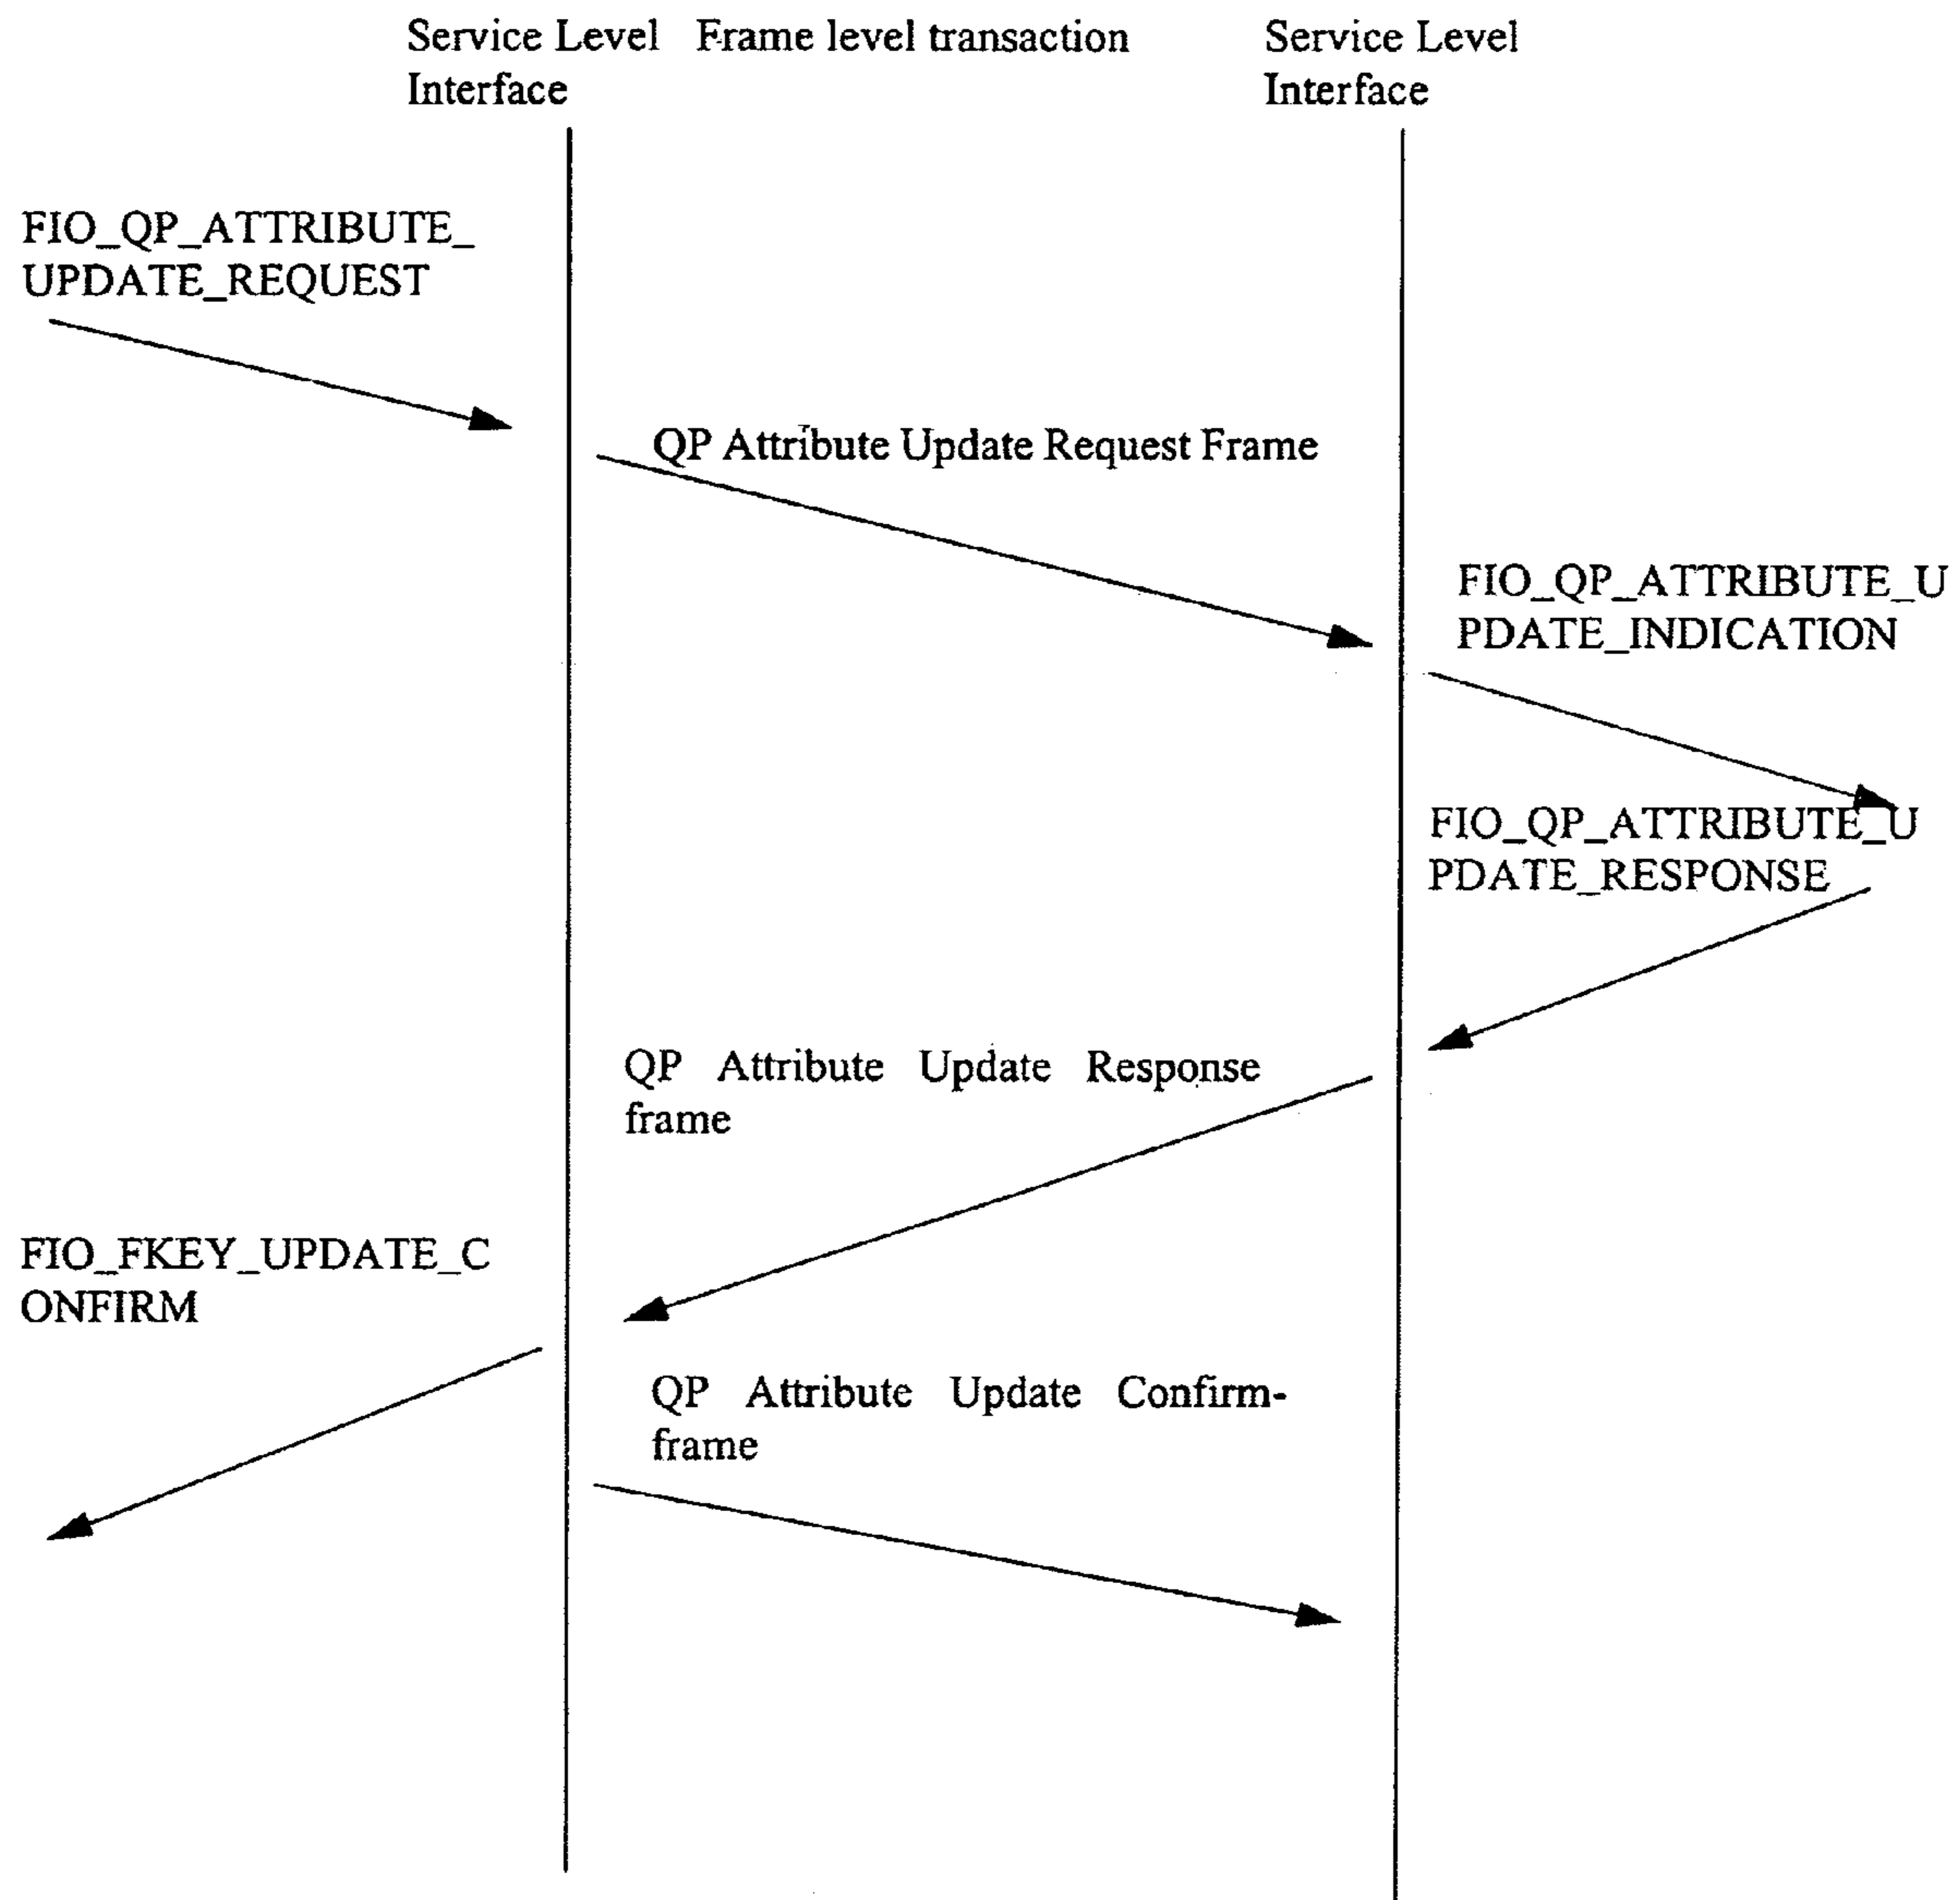 Service Level Frame level transaction Service Level
Interface Interface
FIO_QP_ATTRIBUTE_
UPDATE_REQUEST
QP Attribute Update Request Frame
FIO_QP_ATTRIBUTE_U
PDATE_INDICATION
FIO_QP_ATTRIBUTE_U
PDATE_RESPONSE
QP Attribute Update Response
frame
FIO_FKEY_UPDATE_C
ONFIRM
QP Attribute Update Confirm-
frame